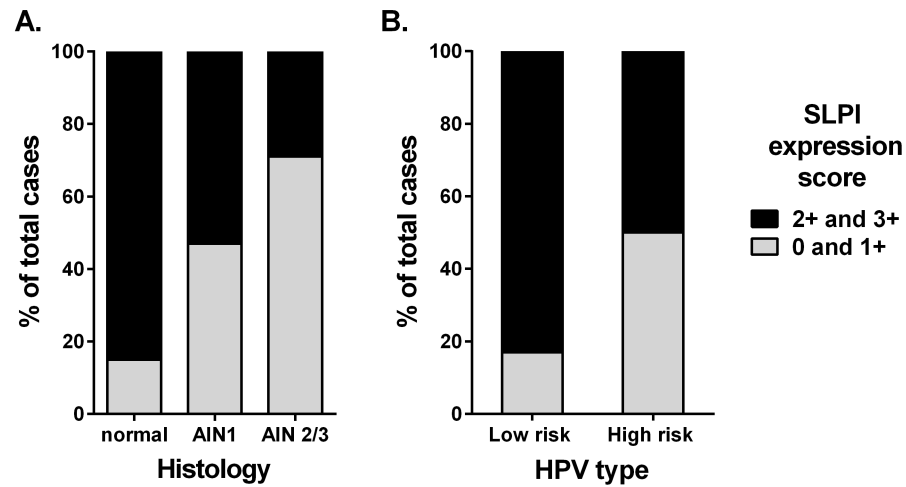 A.
100
80
60
40
20
0
% of total cases
normal AIN1 AIN 2/3
Histology
B.
100
80
60
40
20
0
% of total cases
Low risk High risk
HPV type
SLPI
expression
score
2+ and 3+
0 and 1+